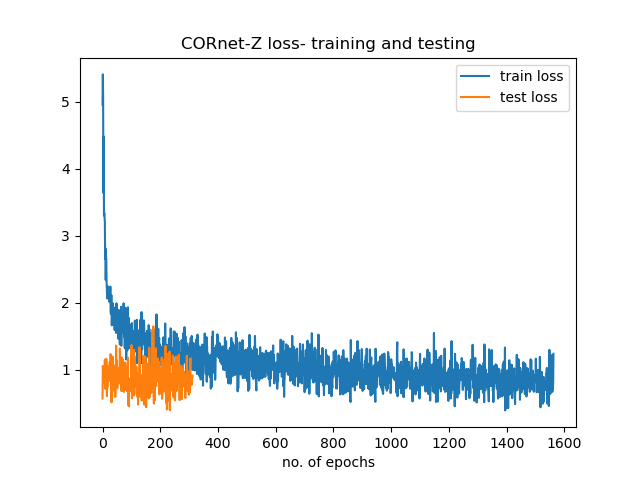 CORnet-Z loss- training and testing
train loss
test loss
5
4
3
2
1
0 200 400 600 800 1000 1200 1400 1600
no. of epochs